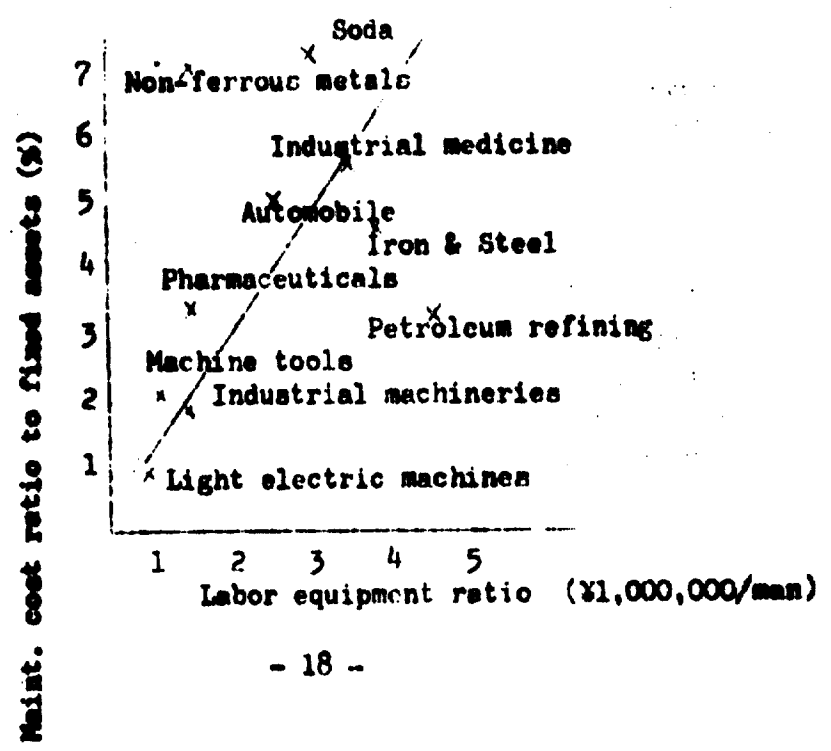 Soda
7 Non-ferrous metals
6
Industrial medicine
5
Automobile
Iron & Steel
4
Pharmaceuticals
3
Petroleum refining
Machine tools
2
Industrial machineries
1
Light electric machines
1 2 3 4 5
Labor equipment ratio (¥1,000,000/man)
Maint. cost ratio to fixed assets (%)
- 18 -